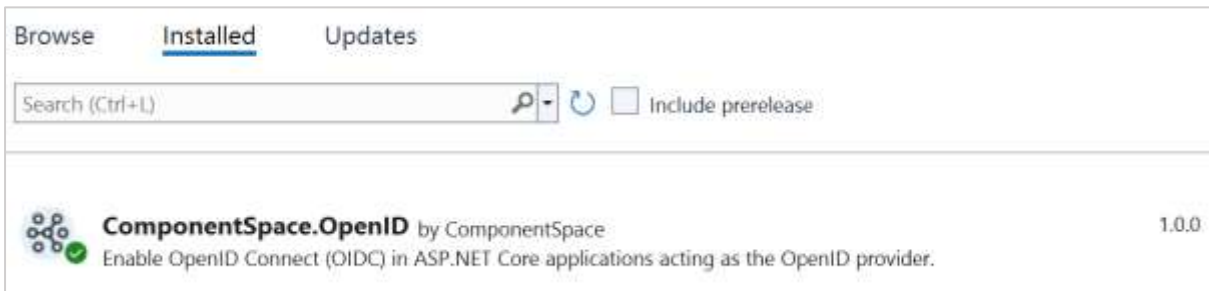 Browse Installed Updates
Search (Ctrl+L) Include prerelease
ComponentSpace.OpenID by ComponentSpace 1.0.0
Enable OpenID Connect (OIDC) in ASP.NET Core applications acting as the OpenID provider.